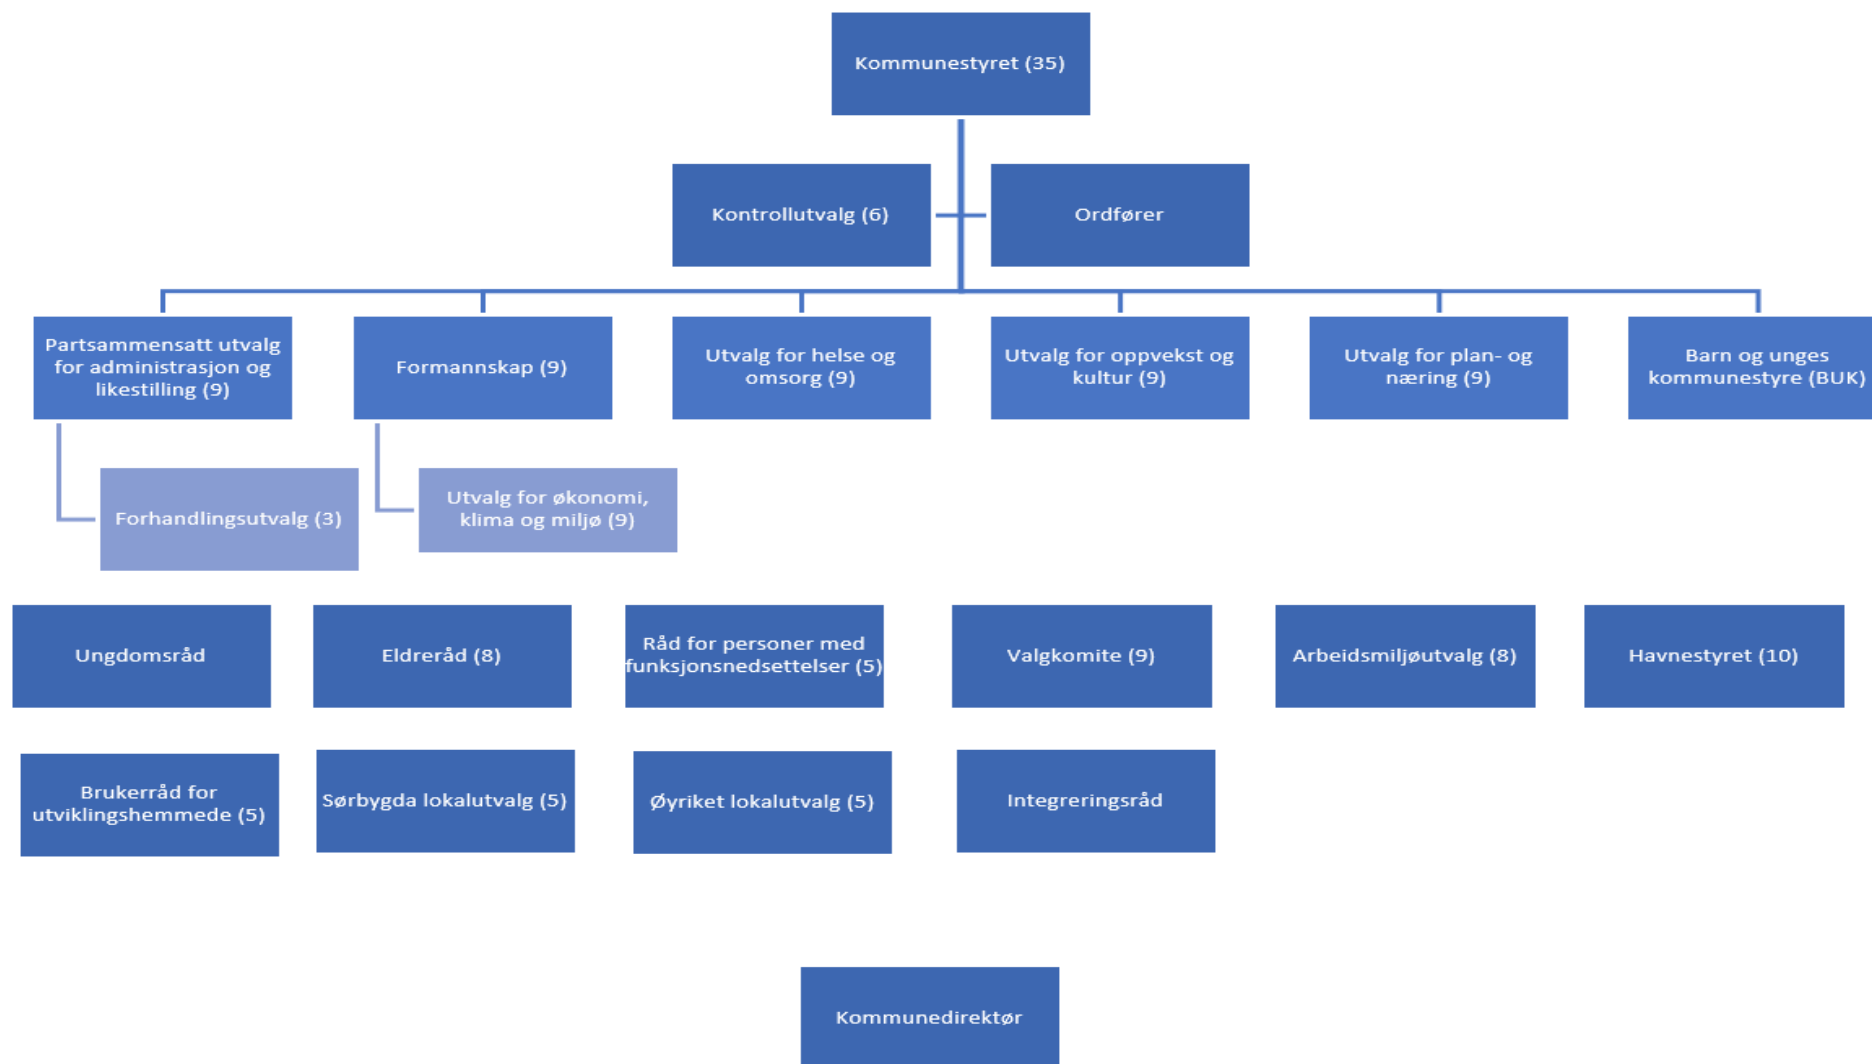 Kommunestyret (35)
Kontrollutvalg (6)
Ordfører
Partsammensatt utvalg
for administrasjon og
likestilling (9)
Formannskap (9)
Utvalg for helse og
omsorg (9)
Utvalg for oppvekst og
kultur (9)
Utvalg for plan- og
næring (9)
Barn og unges
kommunestyre (BUK)
Forhandlingsutvalg (3)
Utvalg for økonomi,
klima og miljø (9)
Ungdomsråd
Eldreråd (8)
Råd for personer med
funksjonsnedsettelser (5)
Valgkomite (9)
Arbeidsmiljøutvalg (8)
Havnestyret (10)
Brukerråd for
utviklingshemmede (5)
Sørbygda lokalutvalg (5)
Øyriket lokalutvalg (5)
Integreringsråd
Kommunedirektør